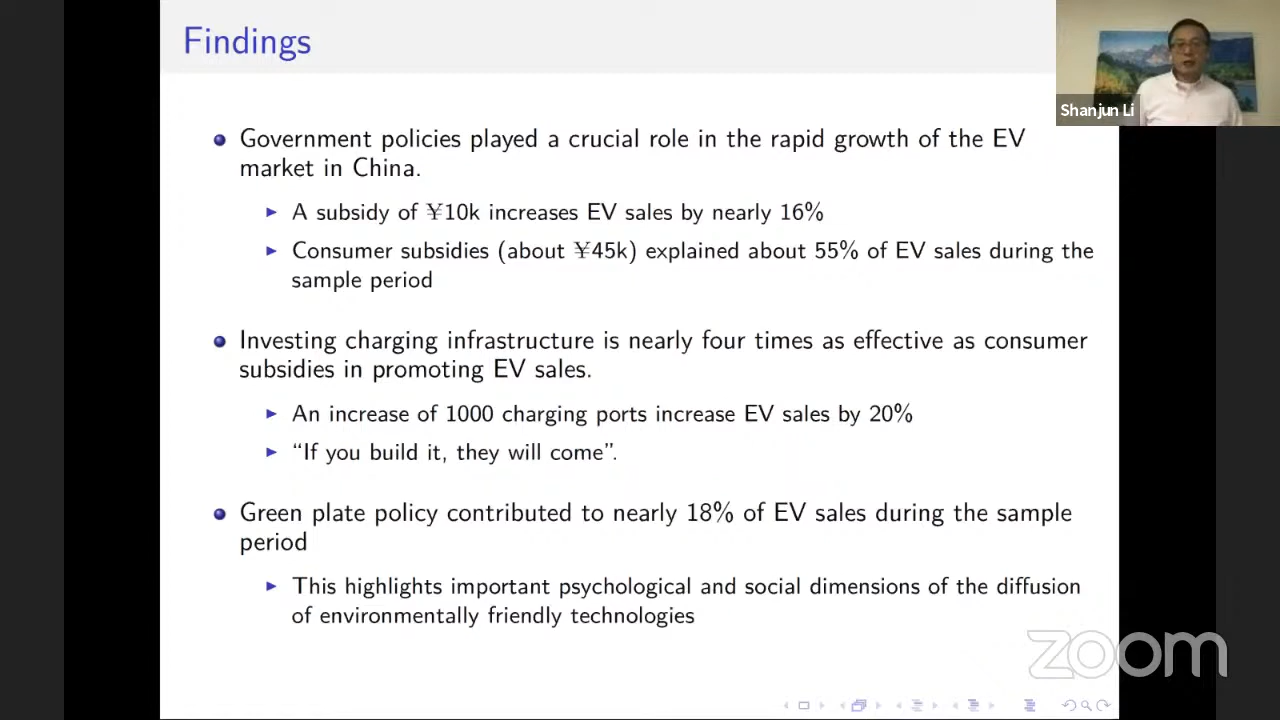 Findings
Shanjun Li
Government policies played a crucial role in the rapid growth of the EV
market in China.
A subsidy of ¥10k increases EV sales by nearly 16%
Consumer subsidies (about ¥45k) explained about 55% of EV sales during the
sample period
Investing charging infrastructure is nearly four times as effective as consumer
subsidies in promoting EV sales.
An increase of 1000 charging ports increase EV sales by 20%
“If you build it, they will come”.
Green plate policy contributed to nearly 18% of EV sales during the sample
period
This highlights important psychological and social dimensions of the diffusion
of environmentally friendly technologies
zoom